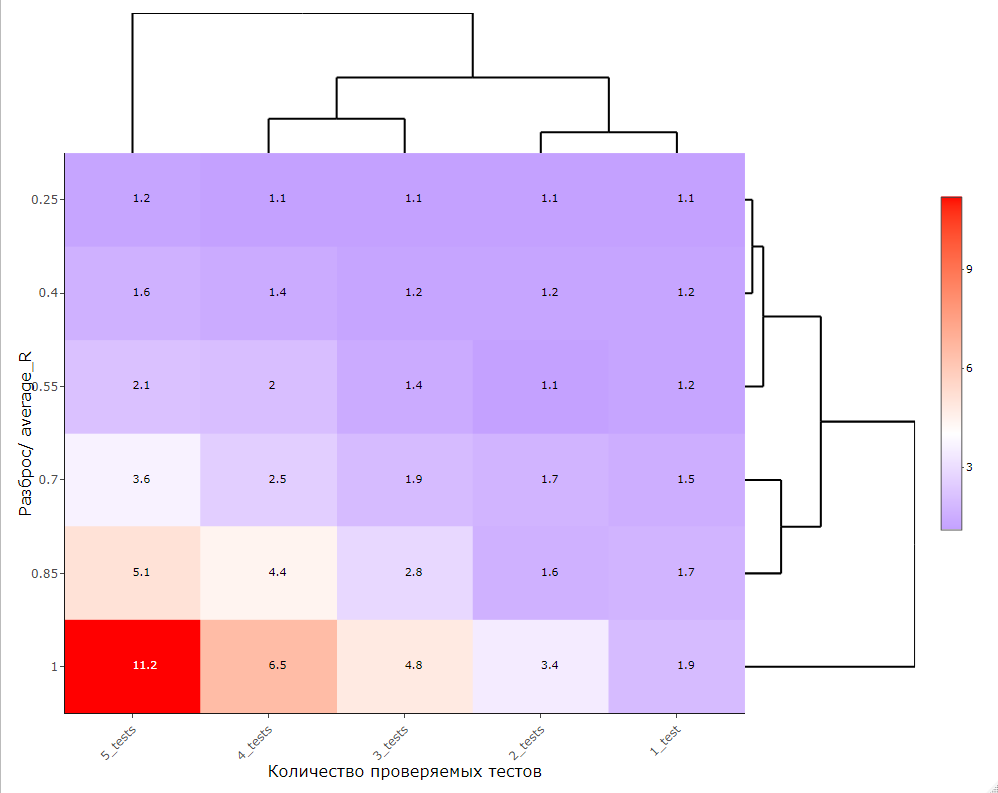 0.25 1.2 1.1 1.1 1.1 1.1
0.4 1.6 1.4 1.2 1.2 1.2
0.55 2.1 2 1.4 1.1 1.2
0.7 3.6 2.5 1.9 1.7 1.5
0.85 5.1 4.4 2.8 1.6 1.7
1 11.2 6.5 4.8 3.4 1.9
5_tests 4_tests 3_tests 2_tests 1_test
Количество проверяемых тестов
Разброс/ average_R
9
6
3